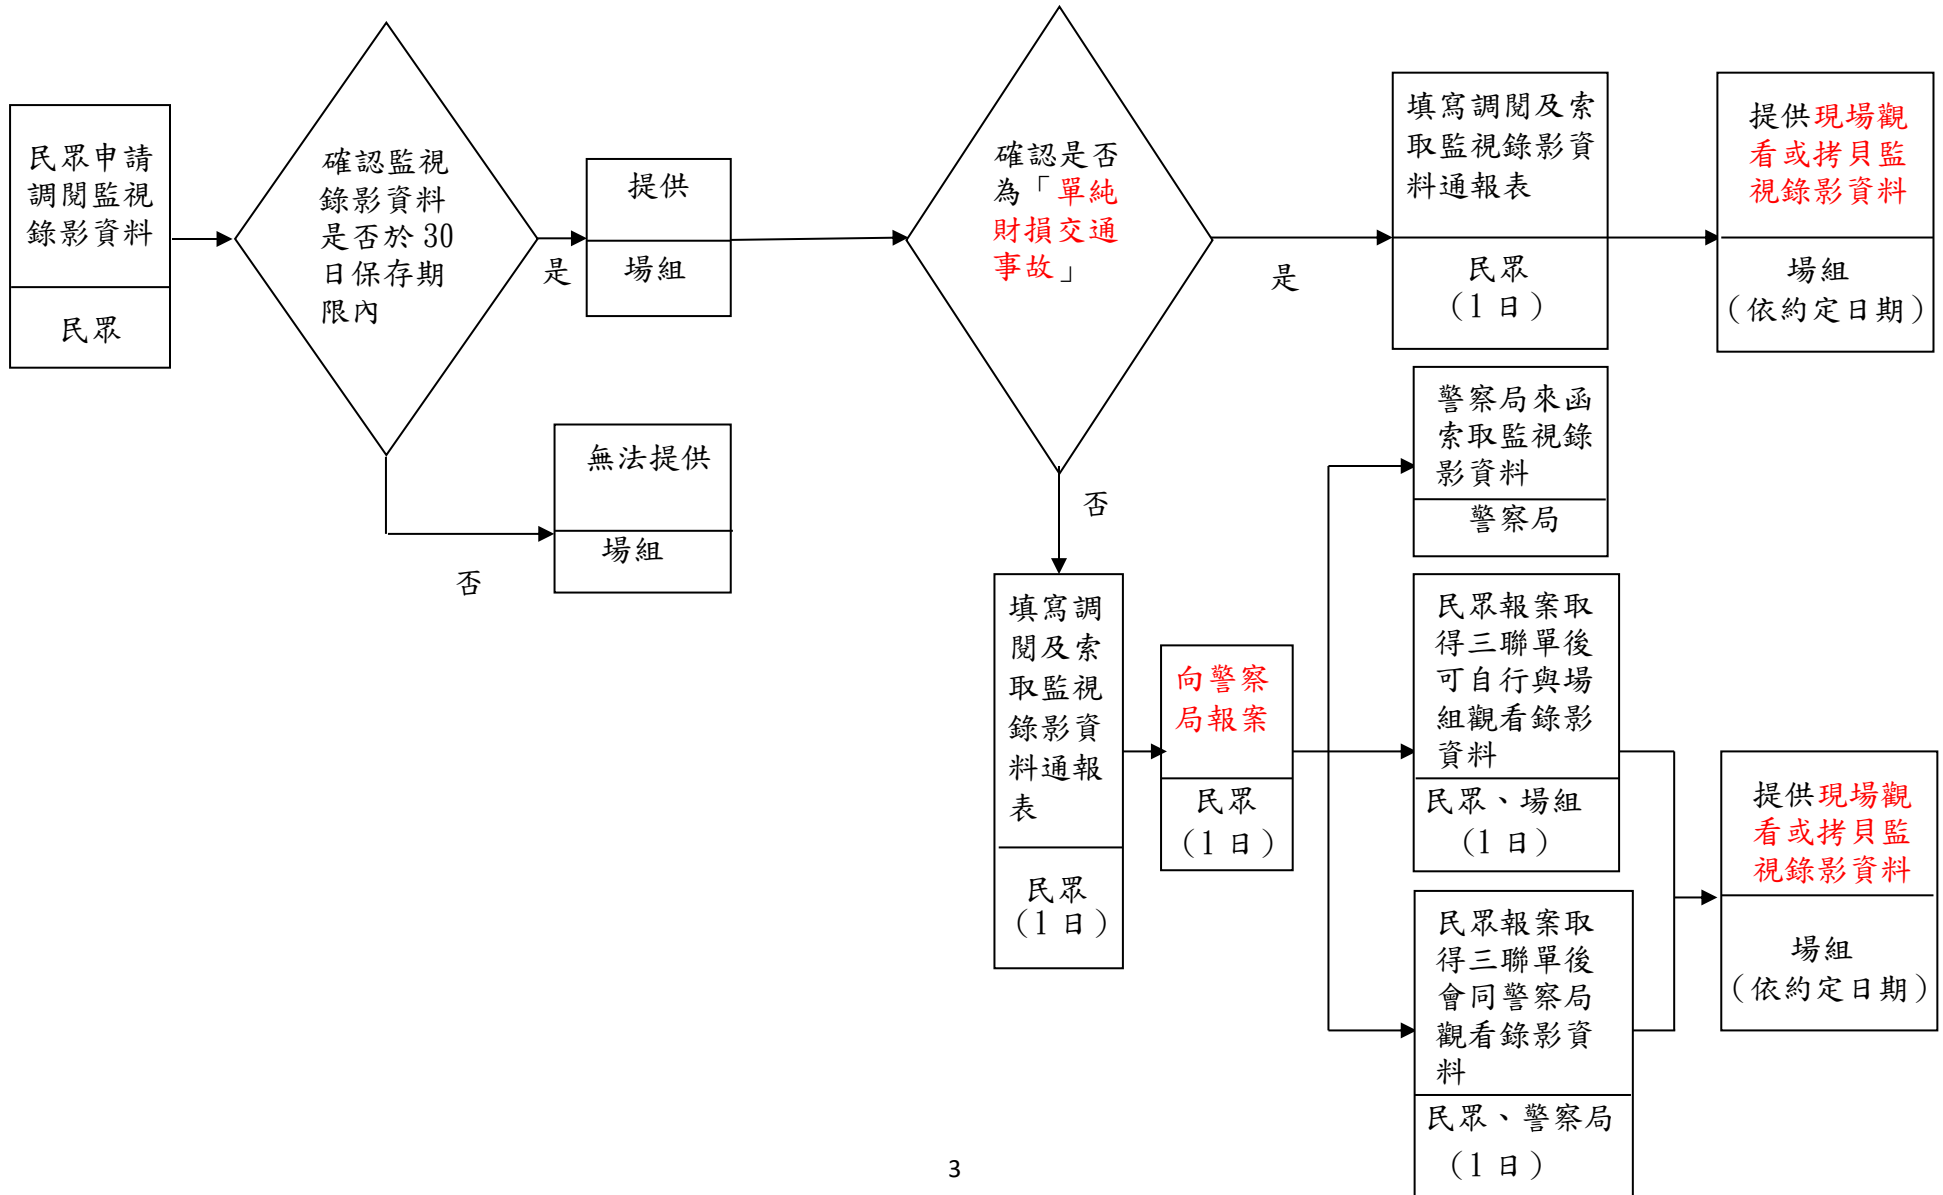 民眾申請
調閱監視
錄影資料
民眾
確認監視
錄影資料
是否於 30
日保存期
限內
是
提供
場組
否
無法提供
場組
確認是否
為「單純
財損交通
事故」
是
填寫調閱及索
取監視錄影資
料通報表
民眾
(1 日)
提供現場觀
看或拷貝監
視錄影資料
場組
(依約定日期)
否
填寫調
閱及索
取監視
錄影資
料通報
表
民眾
(1 日)
向警察
局報案
民眾
(1 日)
警察局來函
索取監視錄
影資料
警察局
民眾報案取
得三聯單後
可自行與場
組觀看錄影
資料
民眾、場組
(1 日)
民眾報案取
得三聯單後
會同警察局
觀看錄影資
料
民眾、警察局
(1 日)
提供現場觀
看或拷貝監
視錄影資料
場組
(依約定日期)
3